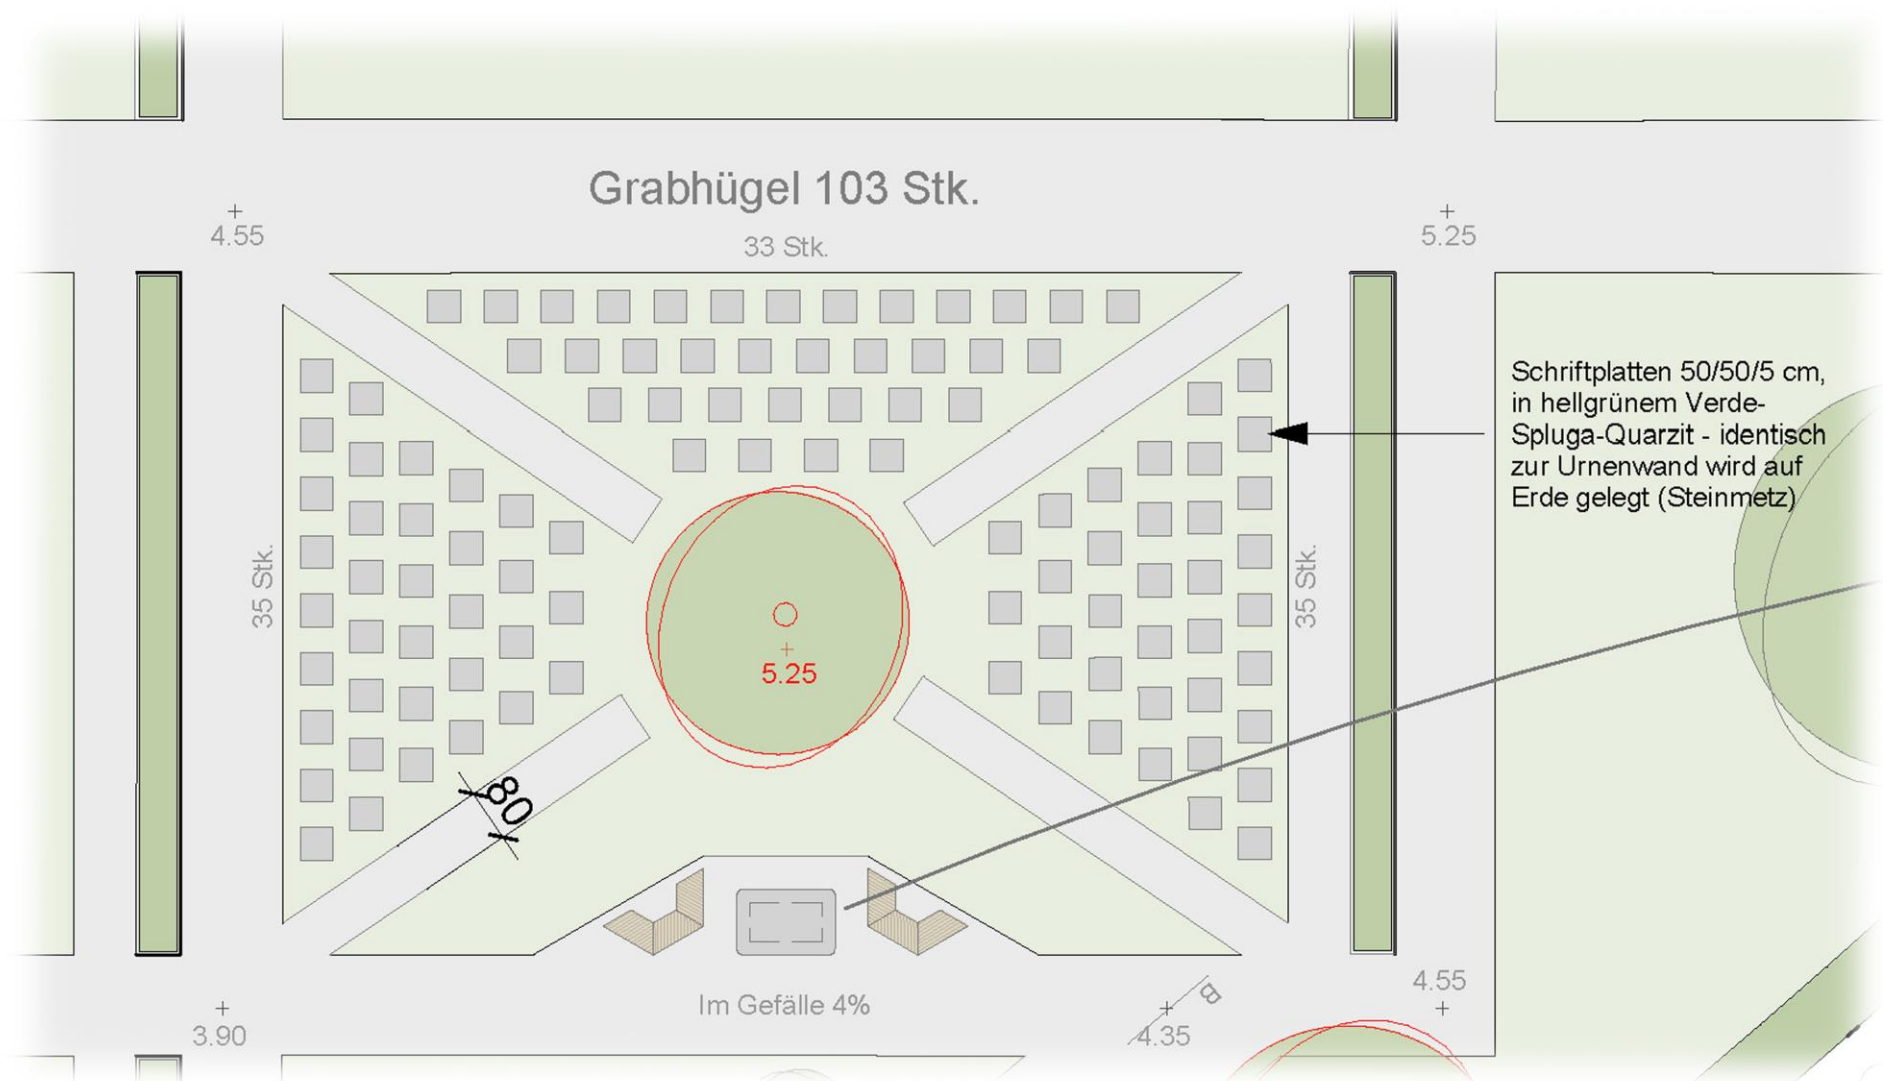 Grabhügel 103 Stk.
33 Stk.
4.55
5.25
Schriftplatten 50/50/5 cm,
in hellgrünem Verde-
Spluga-Quarzit - identisch
zur Urnenwand wird auf
Erde gelegt (Steinmetz)
35 Stk.
35 Stk.
5.25
80
4.55
Im Gefälle 4%
B
3.90
4.35